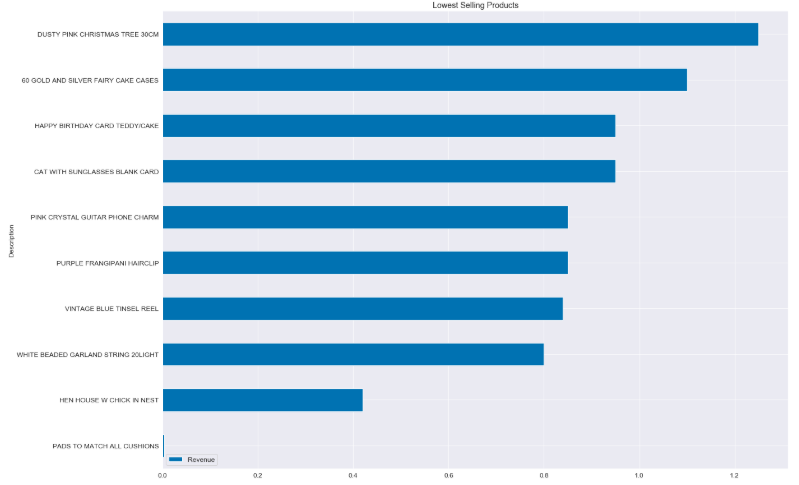 Lowest Selling Products
DUSTY PINK CHRISTMAS TREE 30CM
60 GOLD AND SILVER FAIRY CAKE CASES
HAPPY BIRTHDAY CARD TEDDY/CAKE
CAT WITH SUNGLASSES BLANK CARD
PINK CRYSTAL GUITAR PHONE CHARM
Description
PURPLE FRANGIPANI HAIRCLIP
VINTAGE BLUE TINSEL REEL
WHITE BEADED GARLAND STRING 20LIGHT
HEN HOUSE W CHICK IN NEST
PADS TO MATCH ALL CUSHIONS
Revenue
0.0 0.2 0.4 0.6 0.8 1.0 1.2